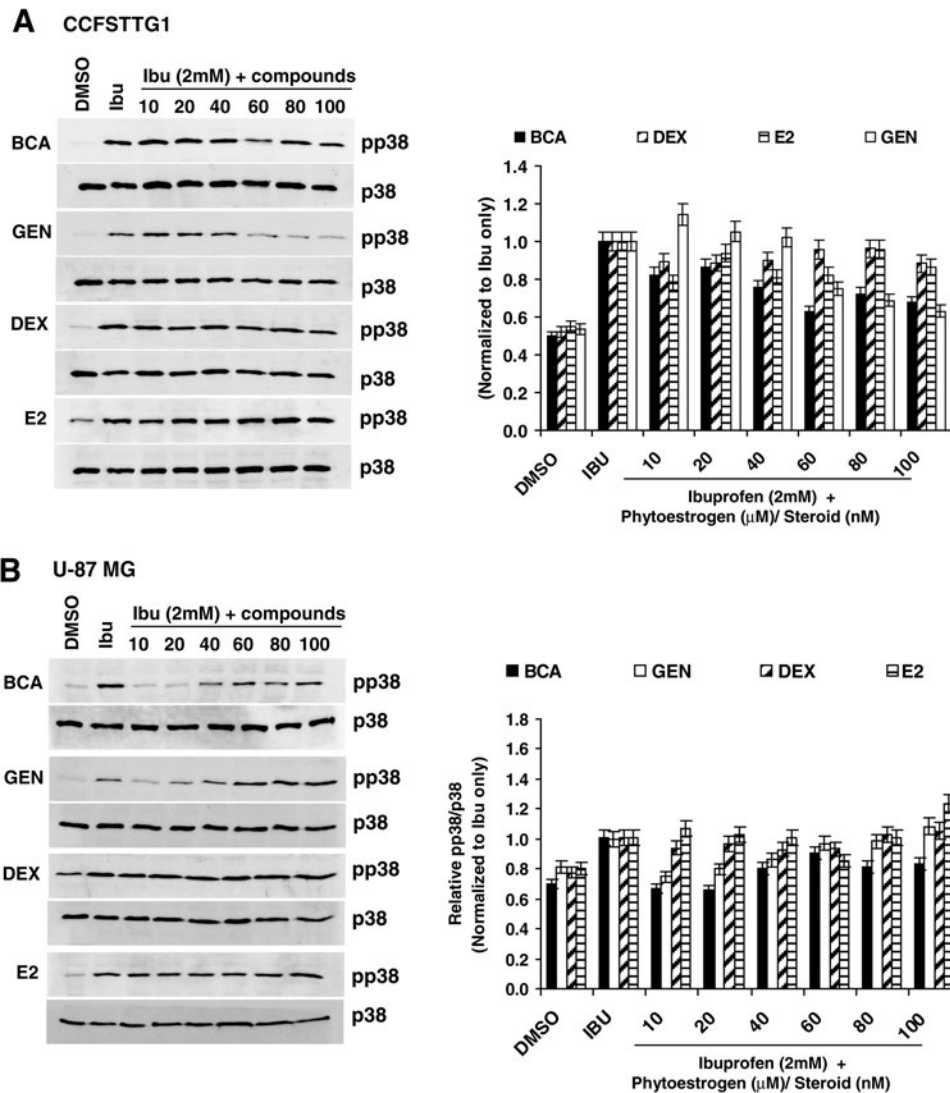 A CCFSTTG1
DMSO
Ibu
Ibu (2mM) + compounds
10 20 40 60 80 100
BCA pp38
p38
GEN pp38
p38
DEX pp38
p38
E2 pp38
p38
BCA DEX E2 GEN
(Normalized to Ibu only)
1.4
1.2
1.0
0.8
0.6
0.4
0.2
0.0
DMSO IBU 10 20 40 60 80 100
Ibuprofen (2mM) +
Phytoestrogen (μM)/ Steroid (nM)
B U-87 MG
DMSO
Ibu
Ibu (2mM) + compounds
10 20 40 60 80 100
BCA pp38
p38
GEN pp38
p38
DEX pp38
p38
E2 pp38
p38
BCA GEN DEX E2
Relative pp38/p38
(Normalized to Ibu only)
1.8
1.6
1.4
1.2
1.0
0.8
0.6
0.4
0.2
0.0
DMSO IBU 10 20 40 60 80 100
Ibuprofen (2mM) +
Phytoestrogen (μM)/ Steroid (nM)